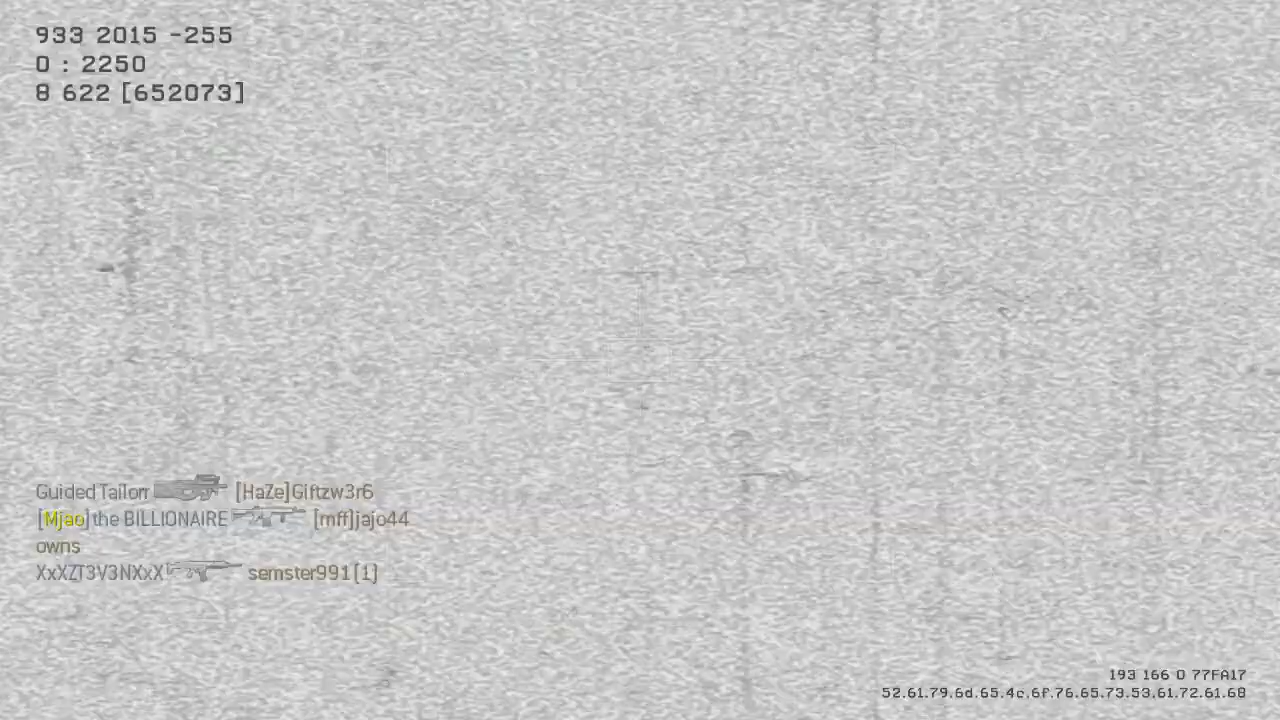 933 2015 -255
0 : 2250
8 622 [652073]
Guided Tailorr [HaZe]Giftzw3r6
[Mjao]the BILLIONAIRE [mff]jajo44
owns
XxXZT3V3NXxX semster991[1]
193 166 0 77FA17
52.61.79.6d.65.4c.6f.76.65.73.53.61.72.61.68